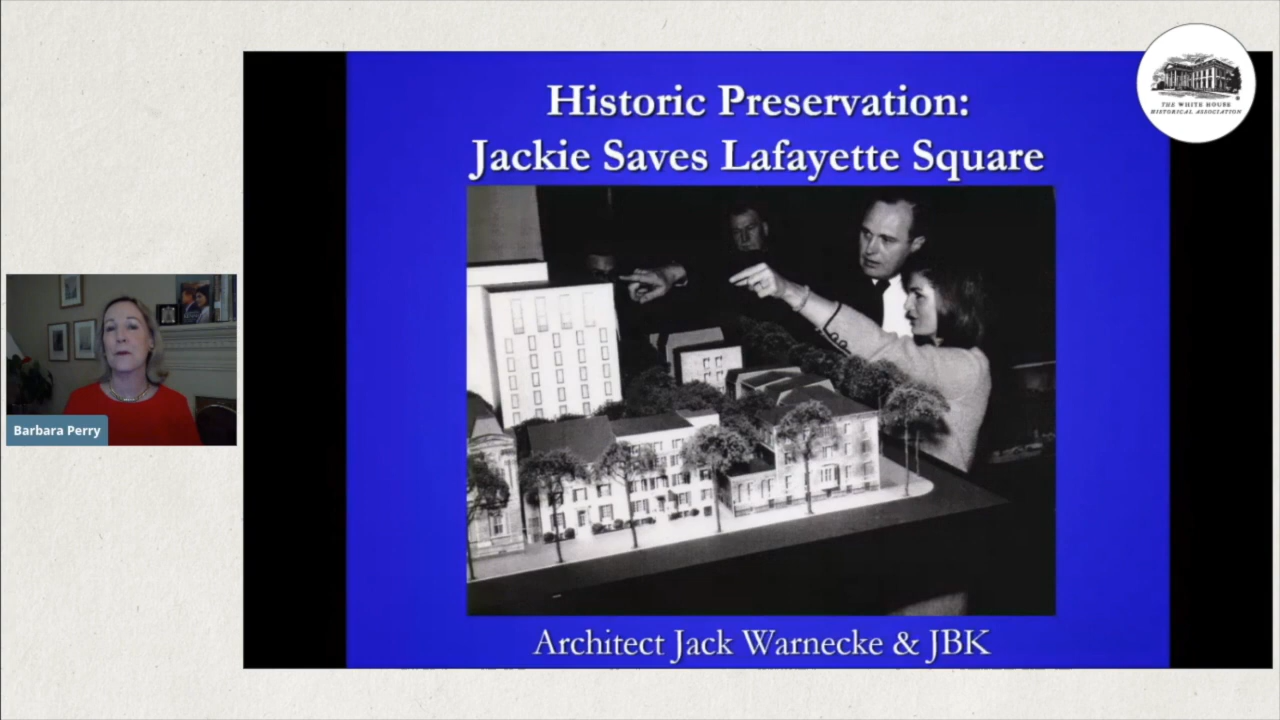 Historic Preservation:
Jackie Saves Lafayette Square
THE WHITE HOUSE
HISTORICAL ASSOCIATION
Barbara Perry
Architect Jack Warnecke & JBK